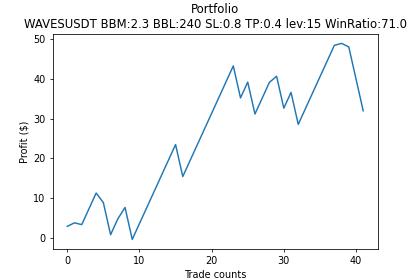 Portfolio
WAVESUSDT BBM:2.3 BBL:240 SL:0.8 TP:0.4 lev:15 WinRatio:71.0
50
40
30
20
10
0
Profit ($)
0
10
20
30
40
Trade counts